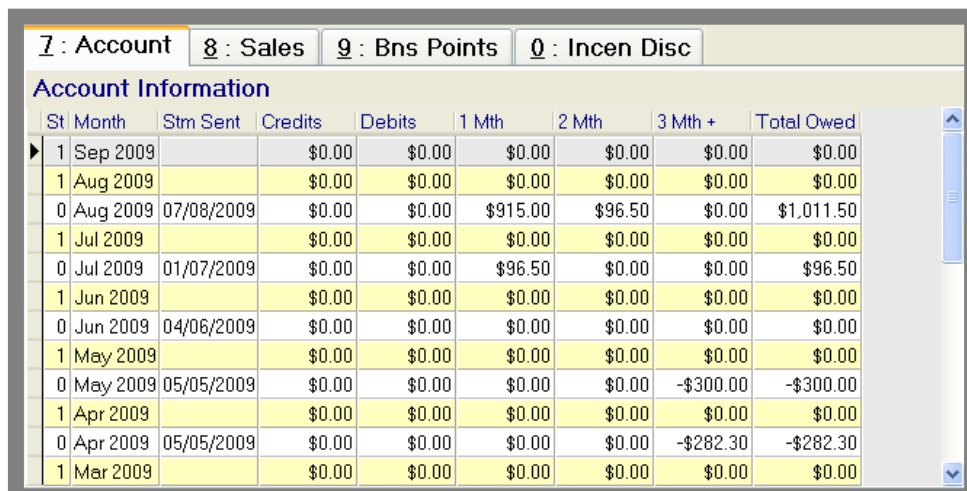 7 : Account 8 : Sales 9 : Bns Points 0 : Incen Disc
Account Information
St Month Stm Sent Credits Debits 1 Mth 2 Mth 3 Mth + Total Owed
1 Sep 2009 $0.00 $0.00 $0.00 $0.00 $0.00 $0.00
1 Aug 2009 $0.00 $0.00 $0.00 $0.00 $0.00 $0.00
0 Aug 2009 07/08/2009 $0.00 $0.00 $915.00 $96.50 $0.00 $1,011.50
1 Jul 2009 $0.00 $0.00 $0.00 $0.00 $0.00 $0.00
0 Jul 2009 01/07/2009 $0.00 $0.00 $96.50 $0.00 $0.00 $96.50
1 Jun 2009 $0.00 $0.00 $0.00 $0.00 $0.00 $0.00
0 Jun 2009 04/06/2009 $0.00 $0.00 $0.00 $0.00 $0.00 $0.00
1 May 2009 $0.00 $0.00 $0.00 $0.00 $0.00 $0.00
0 May 2009 05/05/2009 $0.00 $0.00 $0.00 $0.00 -$300.00 -$300.00
1 Apr 2009 $0.00 $0.00 $0.00 $0.00 $0.00 $0.00
0 Apr 2009 05/05/2009 $0.00 $0.00 $0.00 $0.00 -$282.30 -$282.30
1 Mar 2009 $0.00 $0.00 $0.00 $0.00 $0.00 $0.00